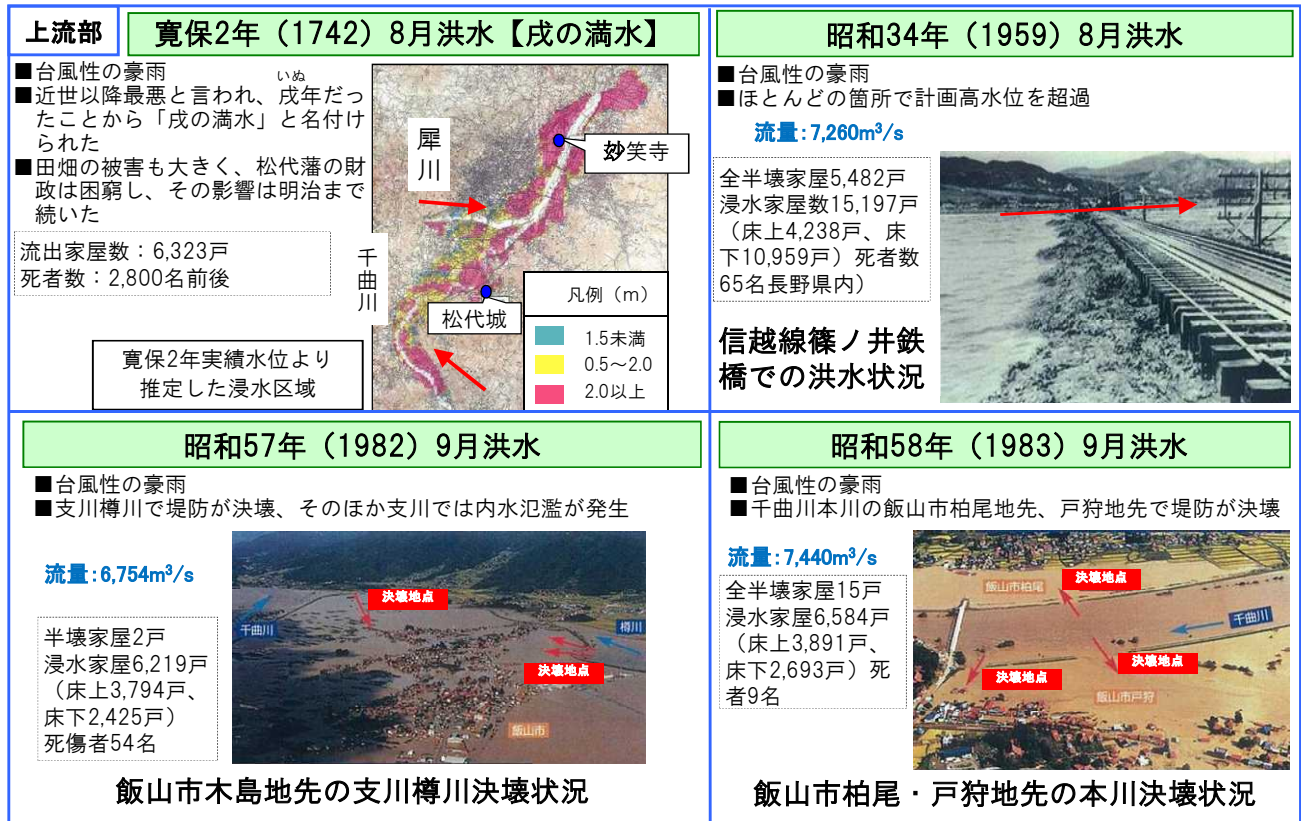 上流部
寛保2年（1742）8月洪水【戌の満水】
■台風性の豪雨
いぬ
■近世以降最悪と言われ、戌年だっ
たことから「戌の満水」と名付け
られた
■田畑の被害も大きく、松代藩の財
政は困窮し、その影響は明治まで
続いた
流出家屋数：6,323戸
死者数：2,800名前後
寛保2年実績水位より
推定した浸水区域
犀川
千曲川
妙笑寺
松代城
凡例（m）
1.5未満
0.5～2.0
2.0以上
昭和34年（1959）8月洪水
■台風性の豪雨
■ほとんどの箇所で計画高水位を超過
流量：7,260m³/s
全半壊家屋5,482戸
浸水家屋数15,197戸
（床上4,238戸、床
下10,959戸）死者数
65名長野県内）
信越線篠ノ井鉄
橋での洪水状況
昭和57年（1982）9月洪水
■台風性の豪雨
■支川樽川で堤防が決壊、そのほか支川では内水氾濫が発生
流量：6,754m³/s
半壊家屋2戸
浸水家屋6,219戸
（床上3,794戸、
床下2,425戸）
死傷者54名
千曲川
決壊地点
樽川
決壊地点
飯山市
飯山市木島地先の支川樽川決壊状況
昭和58年（1983）9月洪水
■台風性の豪雨
■千曲川本川の飯山市柏尾地先、戸狩地先で堤防が決壊
流量：7,440m³/s
全半壊家屋15戸
浸水家屋6,584戸
（床上3,891戸、
床下2,693戸）死
者9名
飯山市柏尾
決壊地点
千曲川
決壊地点
決壊地点
飯山市戸狩
飯山市柏尾・戸狩地先の本川決壊状況